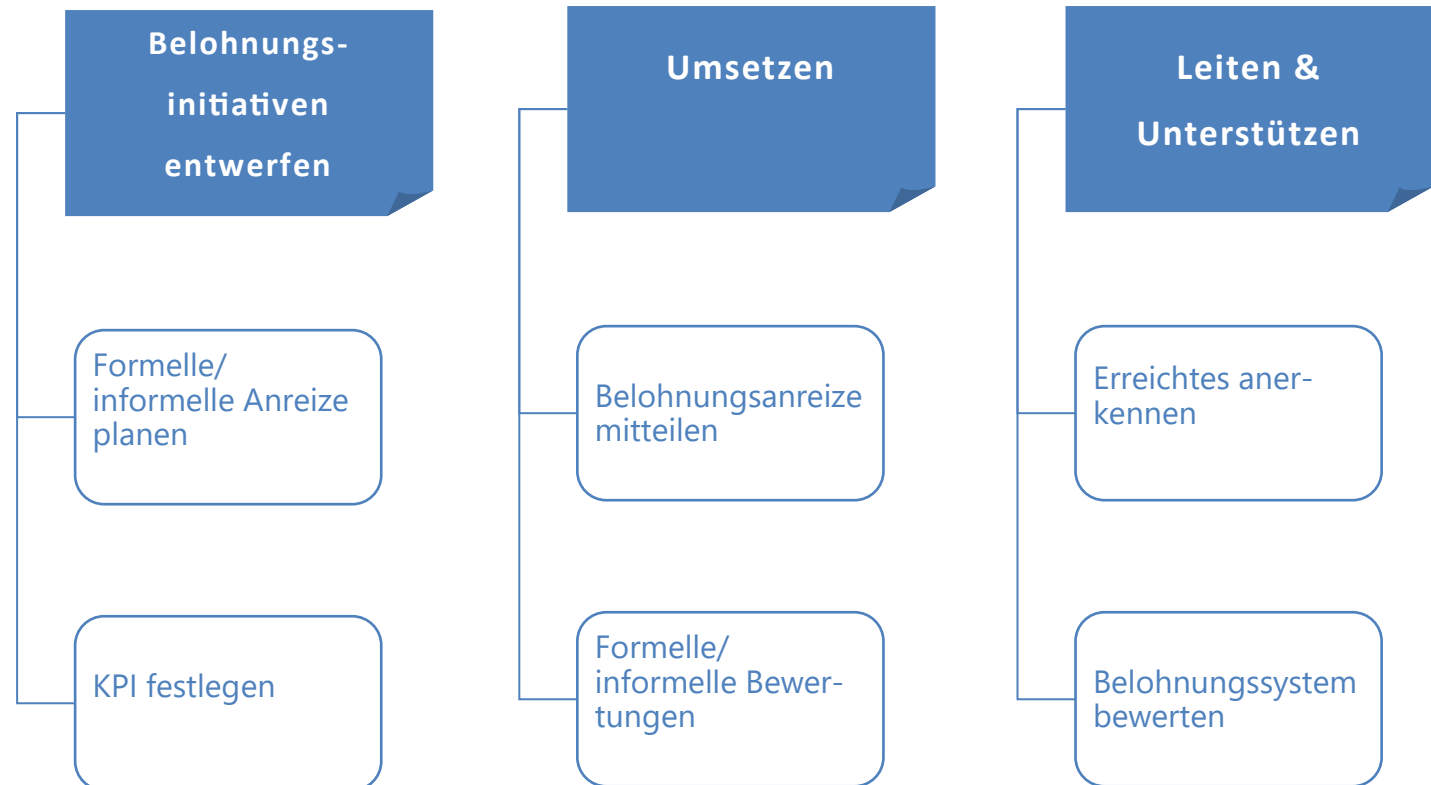 Belohnungs-
initiativen
entwerfen
Formelle/
informelle Anreize
planen
KPI festlegen
Umsetzen
Belohnungsanreize
mitteilen
Formelle/
informelle Bewer-
tungen
Leiten &
Unterstützen
Erreichtes aner-
kennen
Belohnungssystem
bewerten